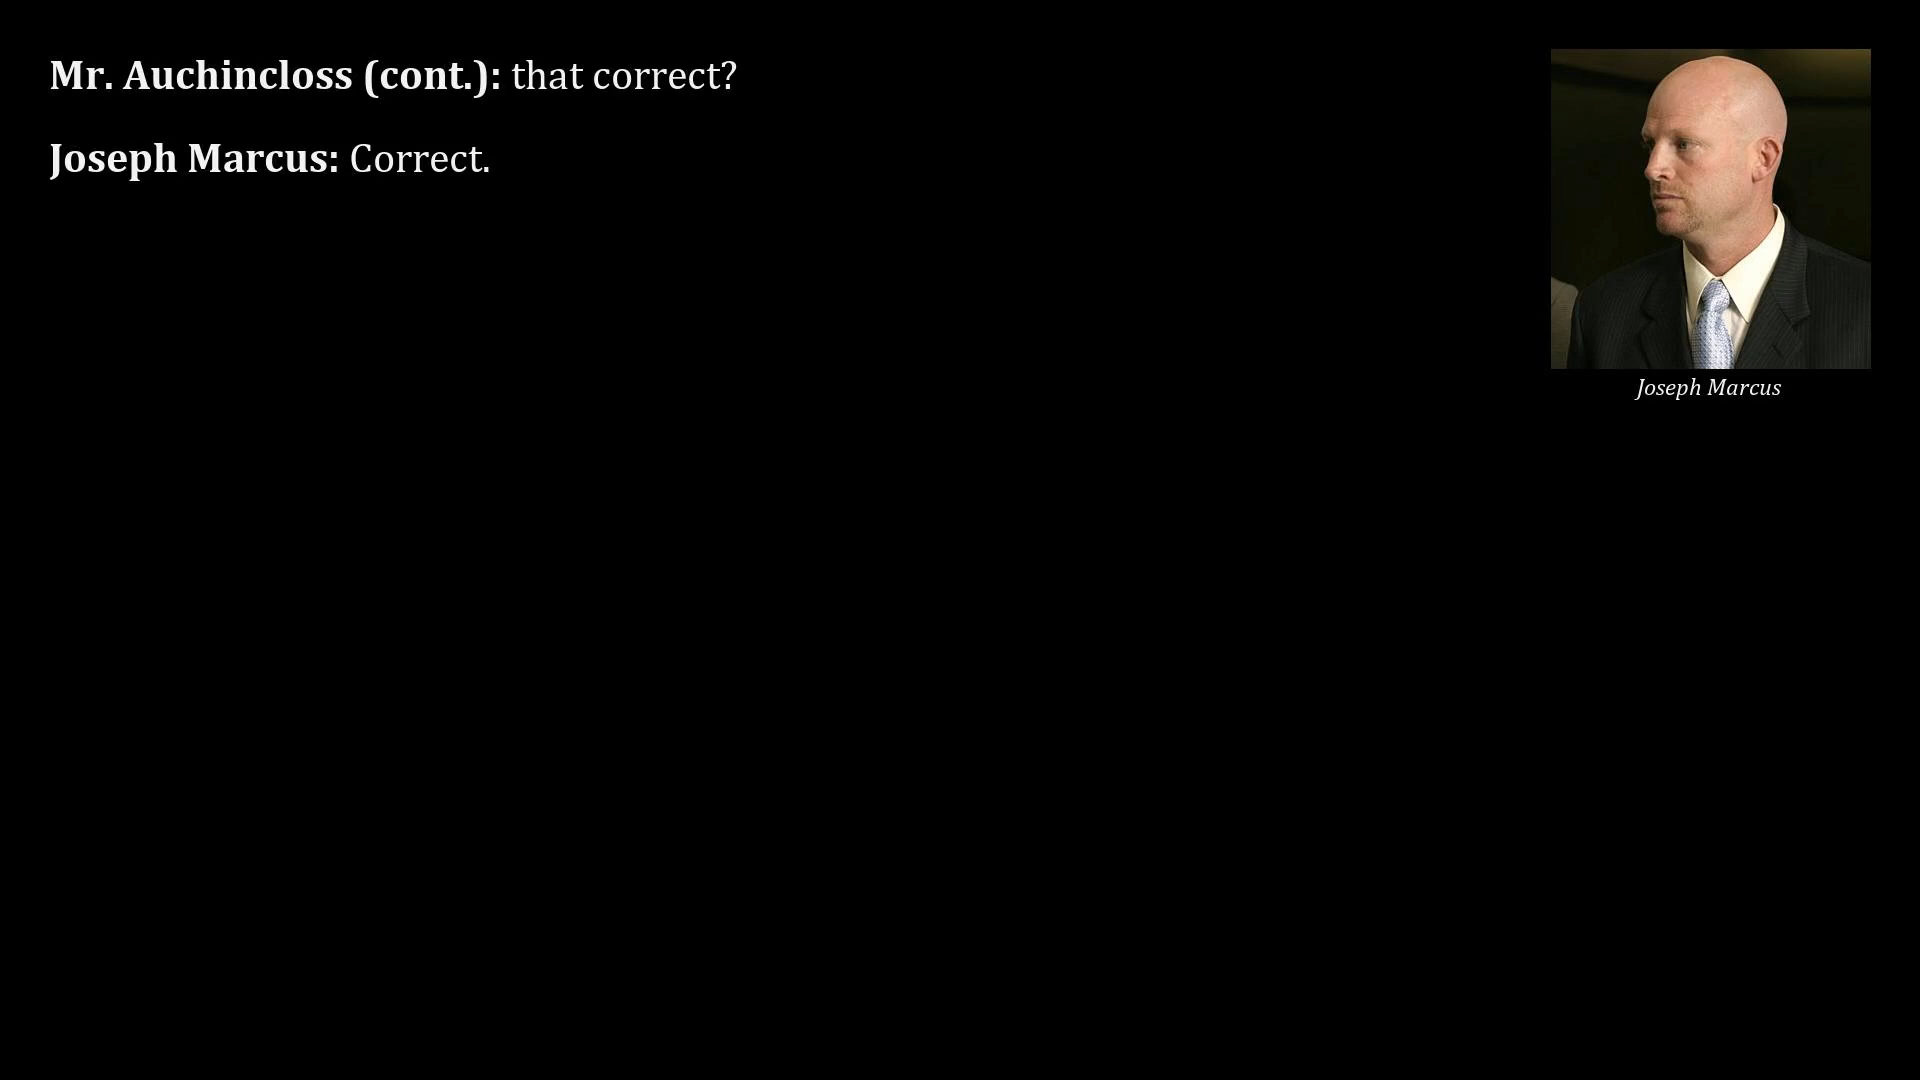 Mr. Auchincloss (cont.): that correct?
Joseph Marcus: Correct.
Joseph Marcus